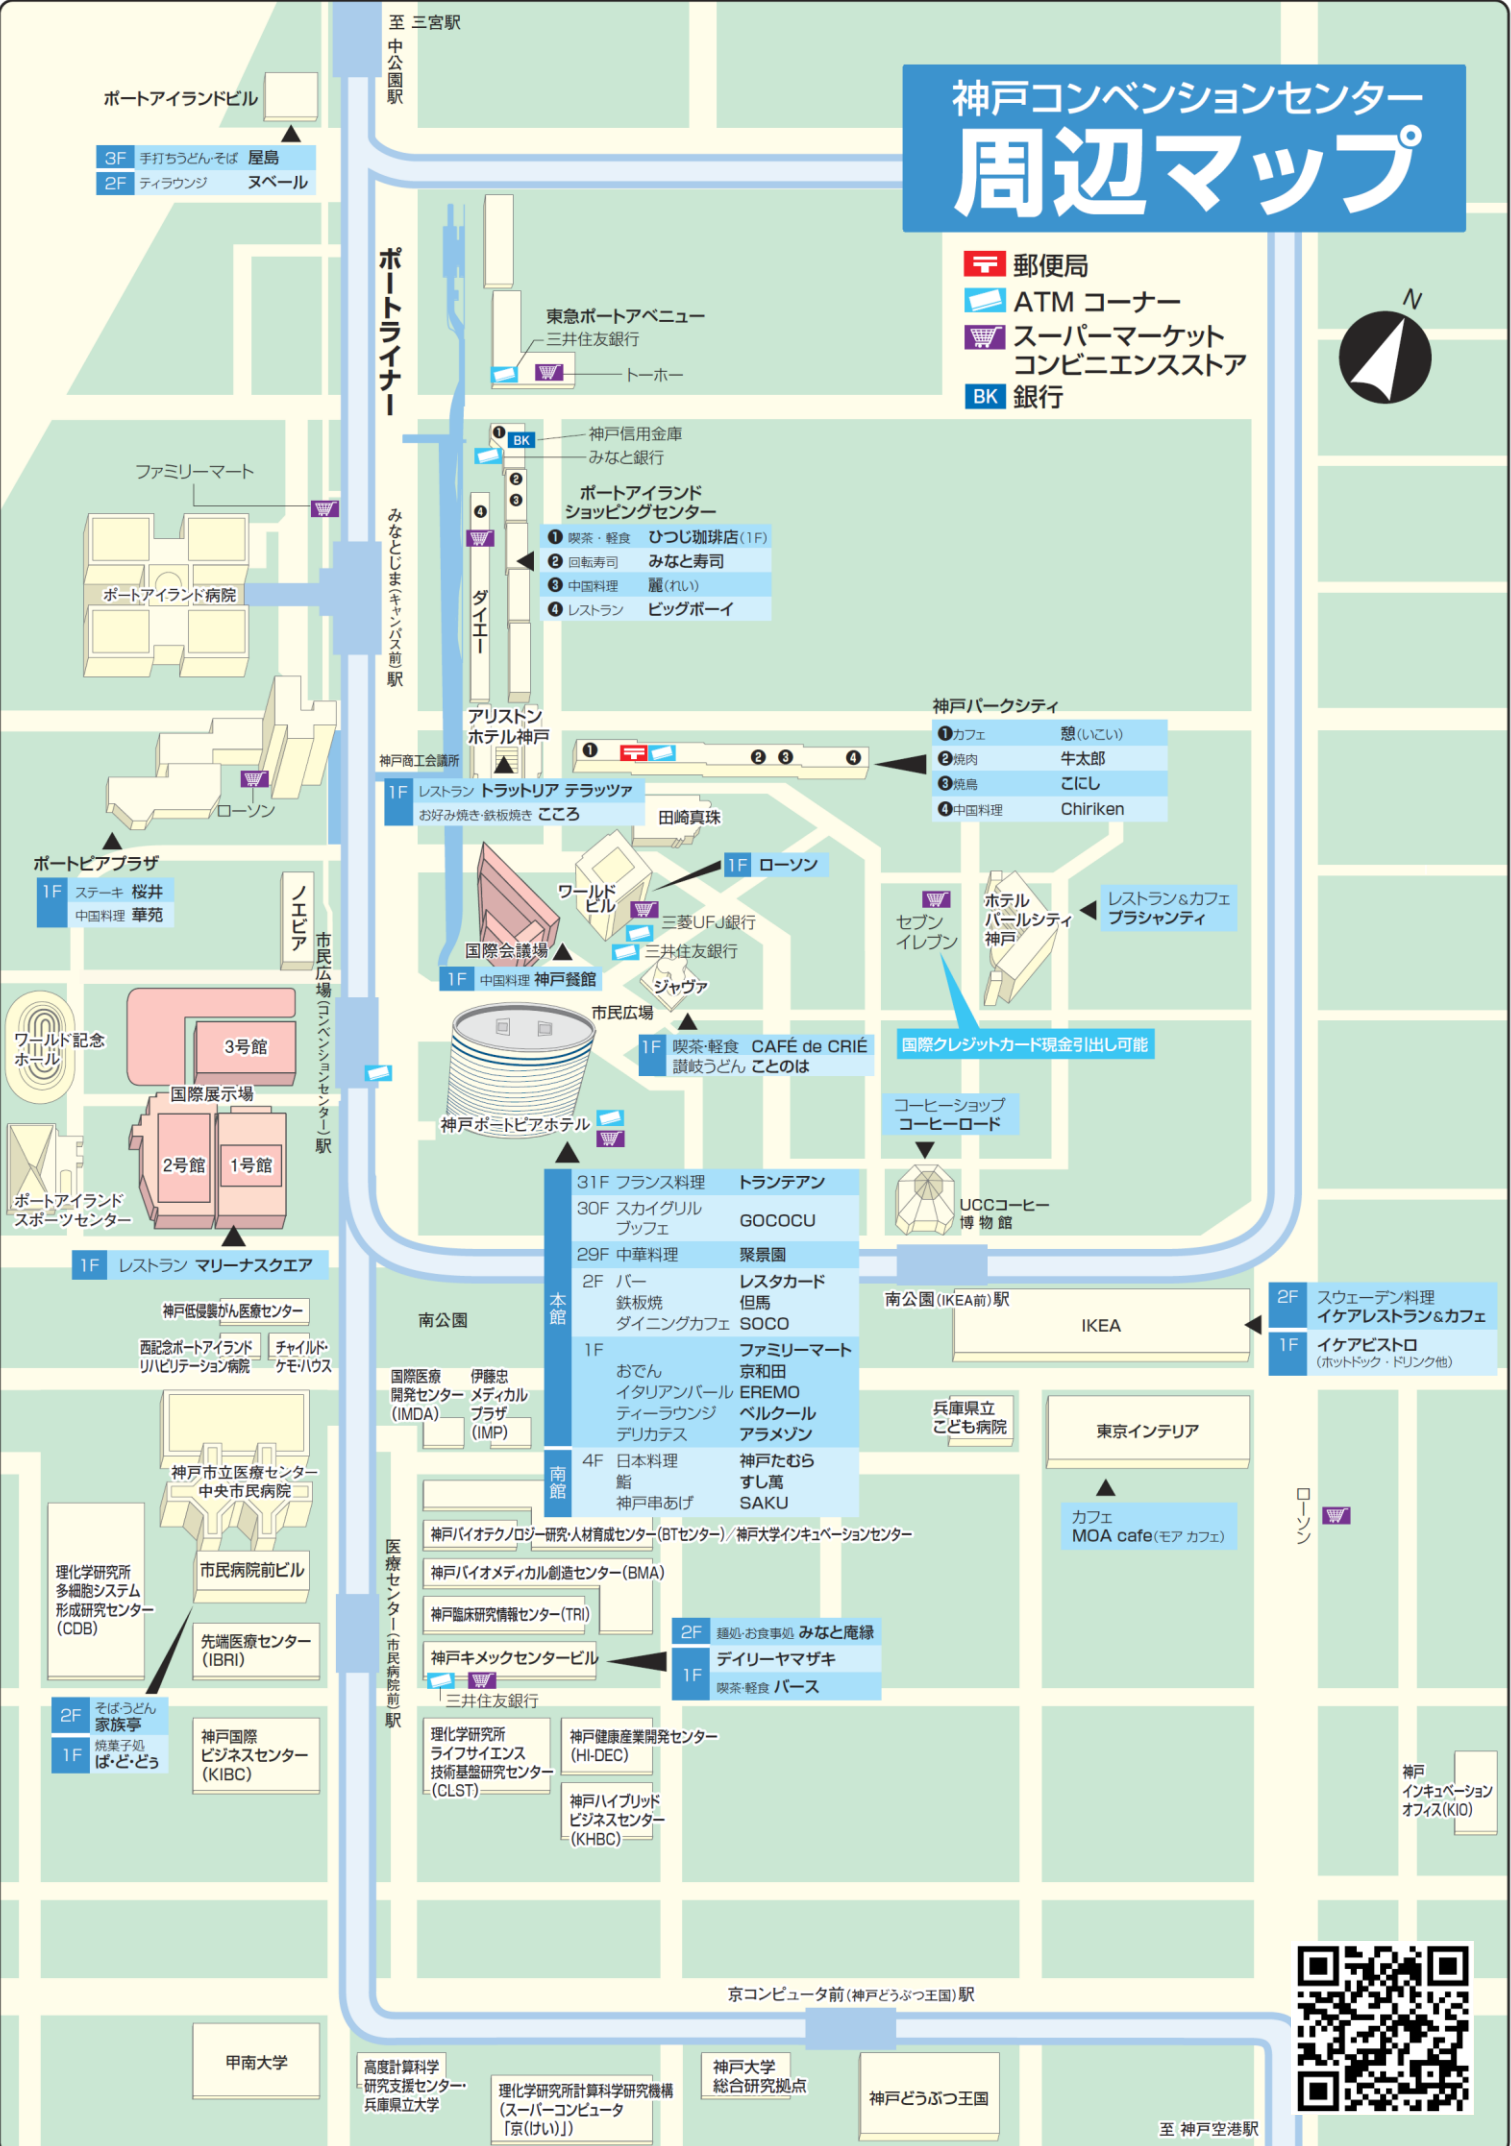 至 三宮駅
中公園駅
神戸コンベンションセンター
周辺マップ
郵便局
ATM コーナー
スーパーマーケット
コンビニエンスストア
BK 銀行
N
ポートアイランドビル
3F 手打ちうどん·そば 屋島
2F ティラウンジ ヌベール
ポートライナー
東急ポートアベニュー
三井住友銀行
トーホー
❶ BK 神戸信用金庫
みなと銀行
❷
❸
❹
ダイエー
ポートアイランド
ショッピングセンター
❶ 喫茶・軽食 ひつじ珈琲店(1F)
❷ 回転寿司 みなと寿司
❸ 中国料理 麗(れい)
❹ レストラン ビッグボーイ
ファミリーマート
ポートアイランド病院
みなとじま(キャンパス前)駅
アリストン
ホテル神戸
神戸商工会議所
1F レストラン トラットリア テラッツァ
お好み焼き·鉄板焼き こころ
❶ ❷ ❸ ❹
神戸パークシティ
❶カフェ 憩(いこい)
❷焼肉 牛太郎
❸焼鳥 こにし
❹中国料理 Chiriken
ローソン
ポートピアプラザ
1F ステーキ 桜井
中国料理 華苑
ノエビア
田崎真珠
ワールド
ビル
1F ローソン
三菱UFJ銀行
三井住友銀行
国際会議場
1F 中国料理 神戸餐館
ジャヴァ
市民広場
1F 喫茶·軽食 CAFÉ de CRIÉ
讃岐うどん ことのは
セブン
イレブン
国際クレジットカード現金引出し可能
ホテル
パールシティ
神戸
レストラン&カフェ
プラシャンティ
市民広場(コンベンションセンター)駅
ワールド記念
ホール
3号館
国際展示場
2号館
1号館
ポートアイランド
スポーツセンター
1F レストラン マリーナスクエア
神戸ポートピアホテル
本館
31F フランス料理 トランテアン
30F スカイグリル
ブッフェ GOCOCU
29F 中華料理 聚景園
2F バー レスタカード
鉄板焼 但馬
ダイニングカフェ SOCO
1F ファミリーマート
おでん 京和田
イタリアンバール EREMO
ティーラウンジ ベルクール
デリカテス アラメゾン
南館
4F 日本料理 神戸たむら
鮨 すし萬
神戸串あげ SAKU
コーヒーショップ
コーヒーロード
UCCコーヒー
博物館
南公園(IKEA前)駅
IKEA
2F スウェーデン料理
イケアレストラン&カフェ
1F イケアビストロ
(ホットドック・ドリンク他)
南公園
神戸低侵襲がん医療センター
西記念ポートアイランド
リハビリテーション病院
チャイルド·
ケモ·ハウス
国際医療
開発センター
(IMDA)
伊藤忠
メディカル
プラザ
(IMP)
兵庫県立
こども病院
東京インテリア
カフェ
MOA cafe(モア カフェ)
ローソン
神戸市立医療センター
中央市民病院
理化学研究所
多細胞システム
形成研究センター
(CDB)
市民病院前ビル
先端医療センター
(IBRI)
2F そば·うどん
家族亭
1F 焼菓子処
ぱ·ど·どぅ
神戸国際
ビジネスセンター
(KIBC)
医療センター(市民病院前)駅
神戸バイオテクノロジー研究·人材育成センター(BTセンター)／神戸大学インキュベーションセンター
神戸バイオメディカル創造センター(BMA)
神戸臨床研究情報センター(TRI)
神戸キメックセンタービル
三井住友銀行
2F 麺処·お食事処 みなと庵縁
1F デイリーヤマザキ
喫茶·軽食 バース
理化学研究所
ライフサイエンス
技術基盤研究センター
(CLST)
神戸健康産業開発センター
(HI-DEC)
神戸ハイブリッド
ビジネスセンター
(KHBC)
神戸
インキュベーション
オフィス(KIO)
京コンピュータ前(神戸どうぶつ王国)駅
甲南大学
高度計算科学
研究支援センター·
兵庫県立大学
理化学研究所計算科学研究機構
(スーパーコンピュータ
「京(けい)」)
神戸大学
総合研究拠点
神戸どうぶつ王国
至 神戸空港駅